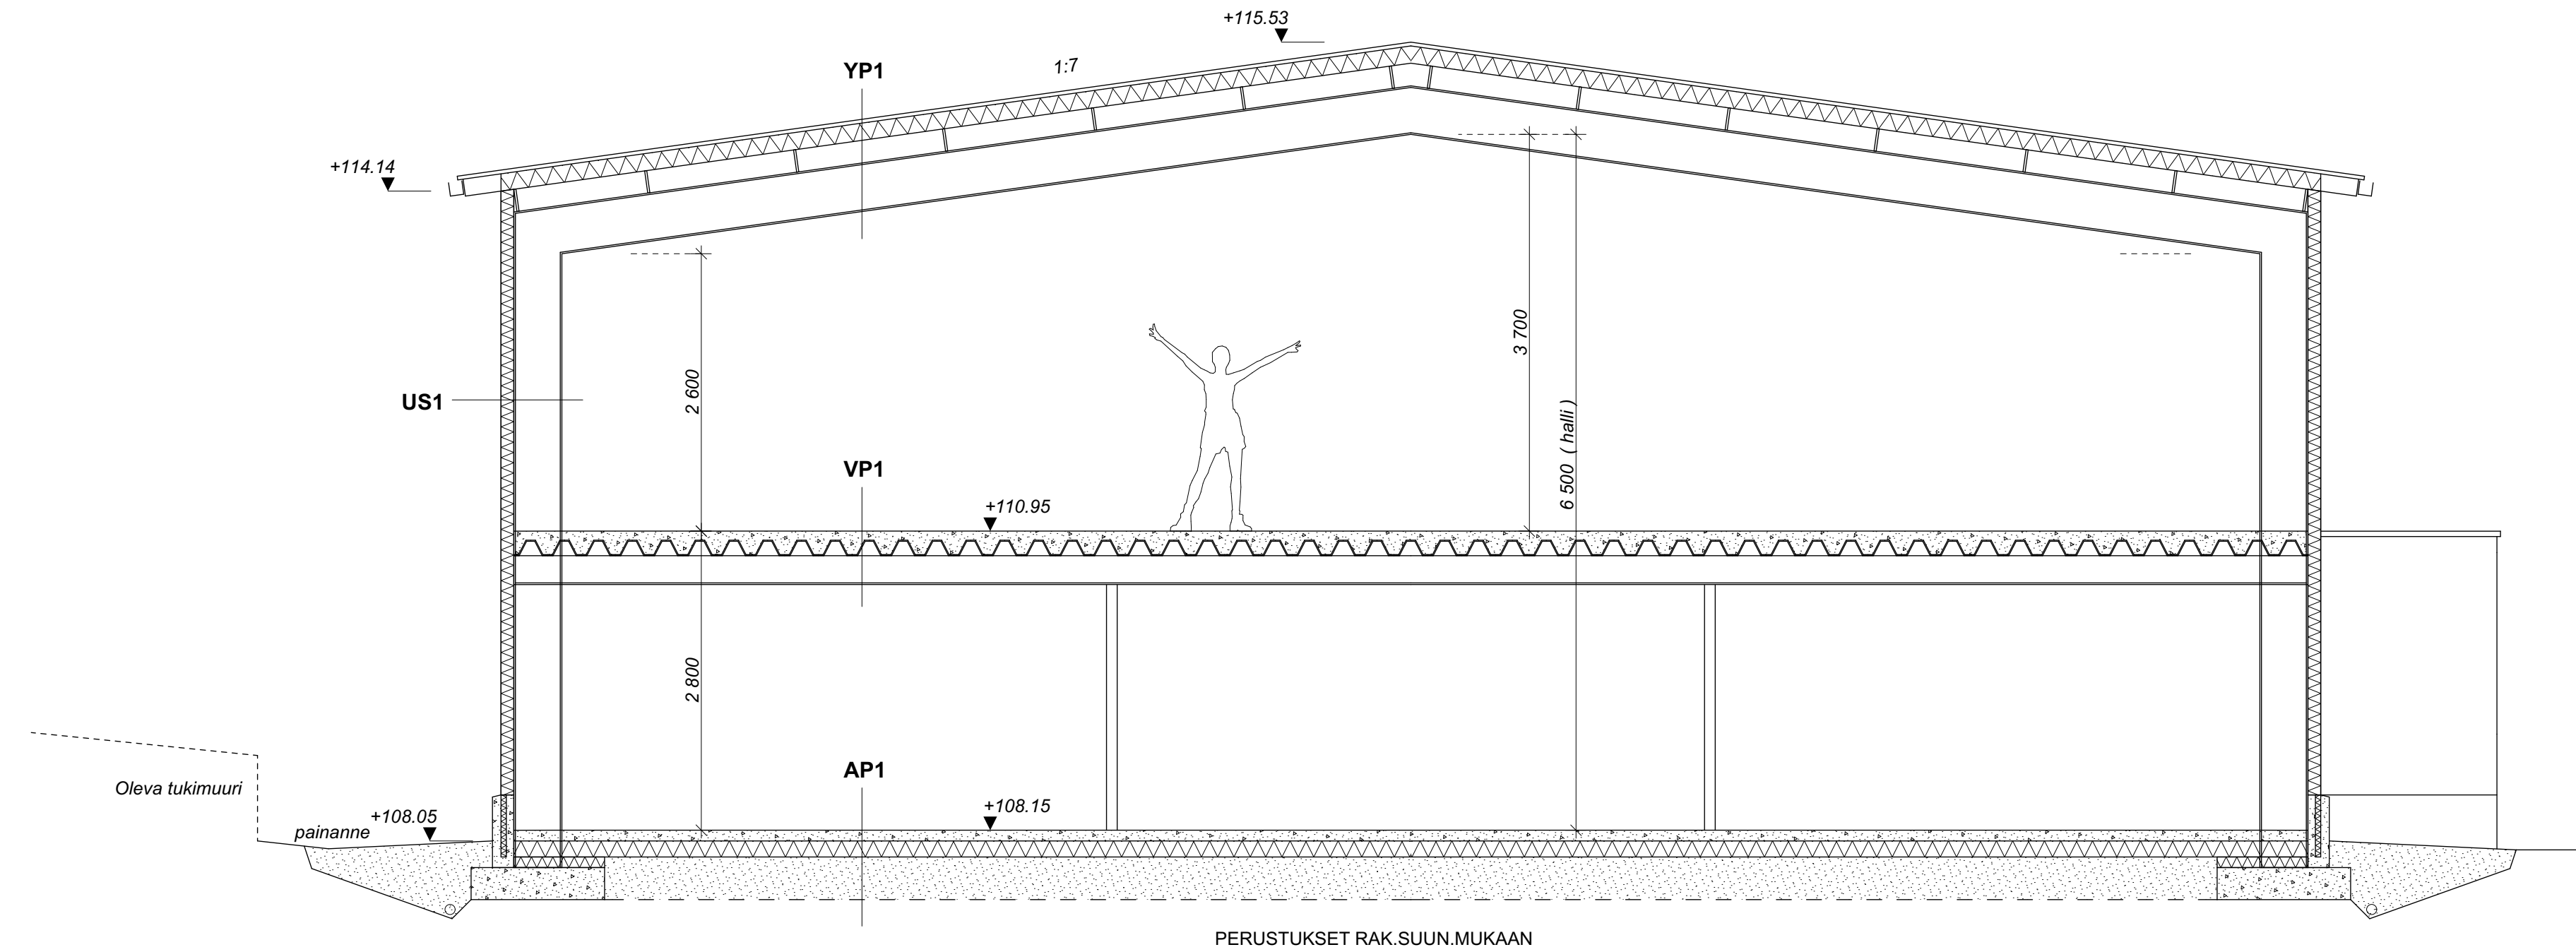 +115.53
YP1
1:7
+114.14
3 700
2 600
US1
6 500 ( halli )
VP1
+110.95
2 800
AP1
Oleva tukimuuri
+108.15
+108.05
painanne
PERUSTUKSET RAK.SUUN.MUKAAN